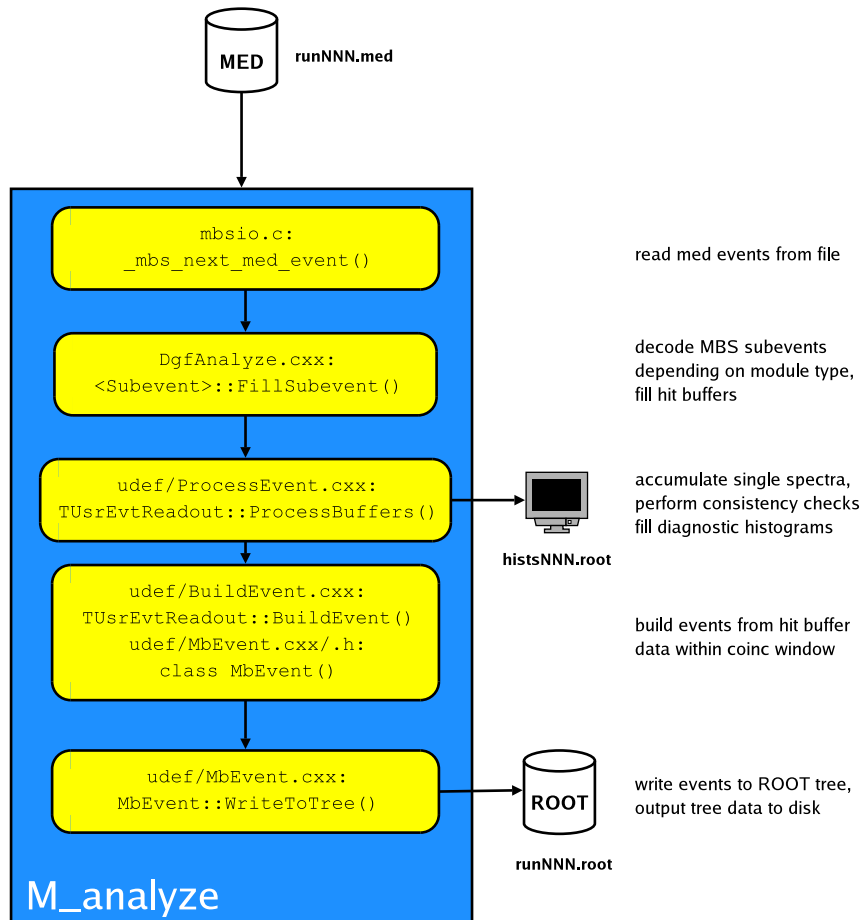 MED
runNNN.med
mbsio.c:
_mbs_next_med_event()
read med events from file
DgfAnalyze.cxx:
<Subevent>::FillSubevent()
decode MBS subevents
depending on module type,
fill hit buffers
udef/ProcessEvent.cxx:
TUsrEvtReadout::ProcessBuffers()
accumulate single spectra,
perform consistency checks
fill diagnostic histograms
histsNNN.root
udef/BuildEvent.cxx:
TUsrEvtReadout::BuildEvent()
udef/MbEvent.cxx/.h:
class MbEvent()
build events from hit buffer
data within coinc window
udef/MbEvent.cxx:
MbEvent::WriteToTree()
ROOT
write events to ROOT tree,
output tree data to disk
runNNN.root
M_analyze